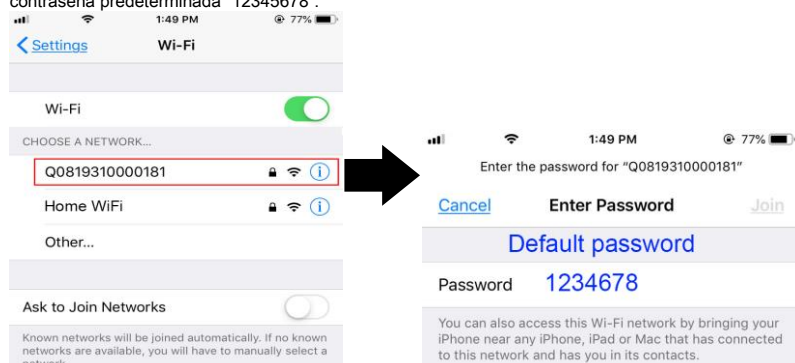 contraseña predeterminada "12345678".
1:49 PM
77%
Settings
Wi-Fi
Wi-Fi
CHOOSE A NETWORK...
Q0819310000181
Home WiFi
Other...
Ask to Join Networks
Known networks will be joined automatically. If no known
networks are available, you will have to manually select a
network.
1:49 PM
77%
Enter the password for “Q0819310000181”
Cancel
Enter Password
Join
Default password
Password 1234678
You can also access this Wi-Fi network by bringing your
iPhone near any iPhone, iPad or Mac that has connected
to this network and has you in its contacts.